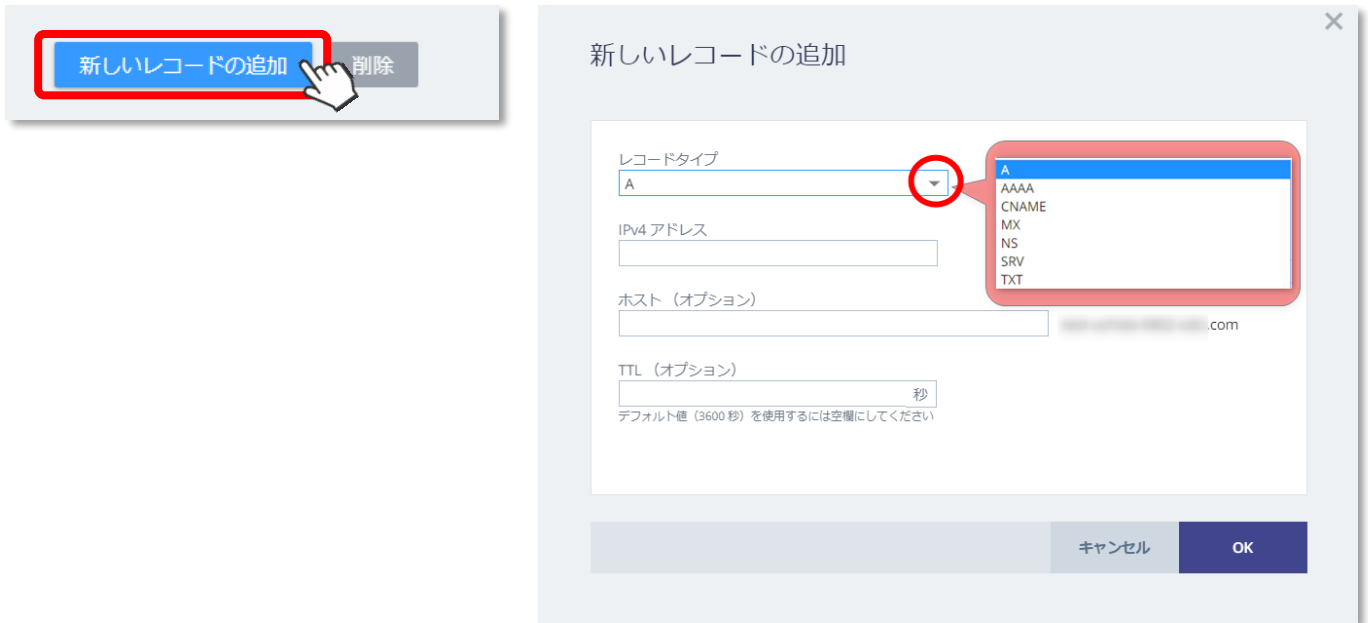 新しいレコードの追加
削除
新しいレコードの追加
レコードタイプ
A
A
AAAA
CNAME
MX
NS
SRV
TXT
IPv4 アドレス
ホスト（オプション）
.com
TTL（オプション）
秒
デフォルト値（3600 秒）を使用するには空欄にしてください
キャンセル
OK